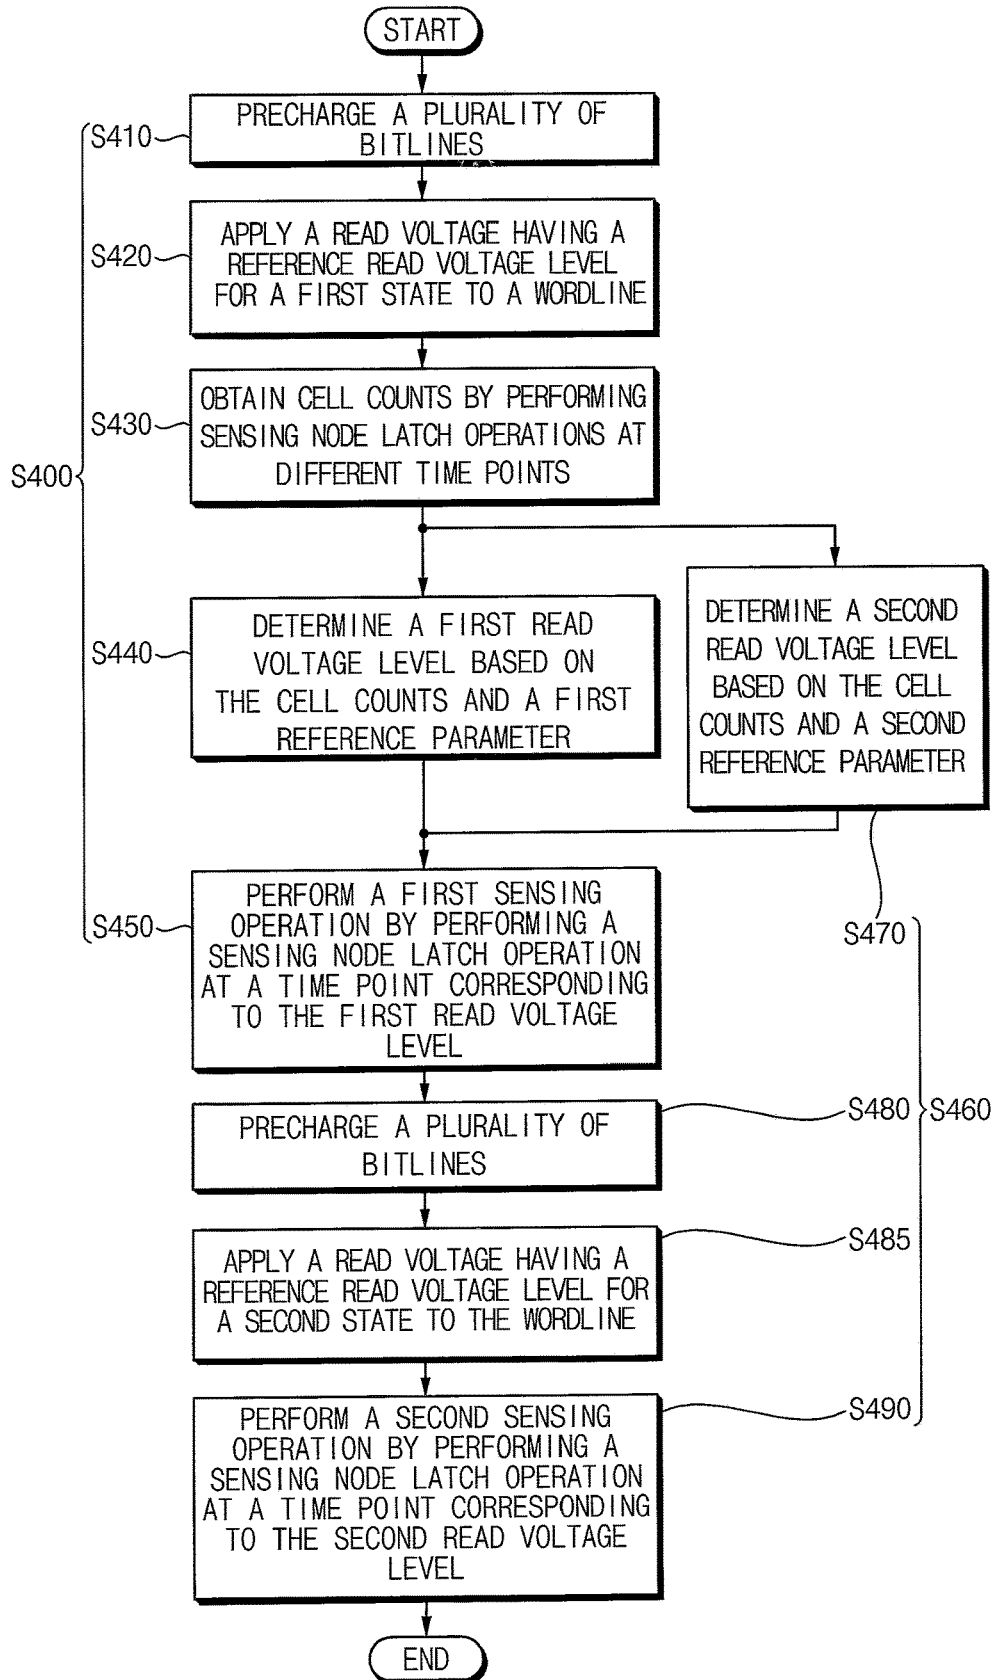 START
PRECHARGE A PLURALITY OF
BITLINES
S410
APPLY A READ VOLTAGE HAVING A
REFERENCE READ VOLTAGE LEVEL
FOR A FIRST STATE TO A WORDLINE
S420
OBTAIN CELL COUNTS BY PERFORMING
SENSING NODE LATCH OPERATIONS AT
DIFFERENT TIME POINTS
S430
S400
DETERMINE A FIRST READ
VOLTAGE LEVEL BASED ON
THE CELL COUNTS AND A FIRST
REFERENCE PARAMETER
S440
DETERMINE A SECOND
READ VOLTAGE LEVEL
BASED ON THE CELL
COUNTS AND A SECOND
REFERENCE PARAMETER
S470
PERFORM A FIRST SENSING
OPERATION BY PERFORMING A
SENSING NODE LATCH OPERATION
AT A TIME POINT CORRESPONDING
TO THE FIRST READ VOLTAGE
LEVEL
S450
PRECHARGE A PLURALITY OF
BITLINES
S480
S460
APPLY A READ VOLTAGE HAVING A
REFERENCE READ VOLTAGE LEVEL FOR
A SECOND STATE TO THE WORDLINE
S485
PERFORM A SECOND SENSING
OPERATION BY PERFORMING A
SENSING NODE LATCH OPERATION
AT A TIME POINT CORRESPONDING
TO THE SECOND READ VOLTAGE
LEVEL
S490
END